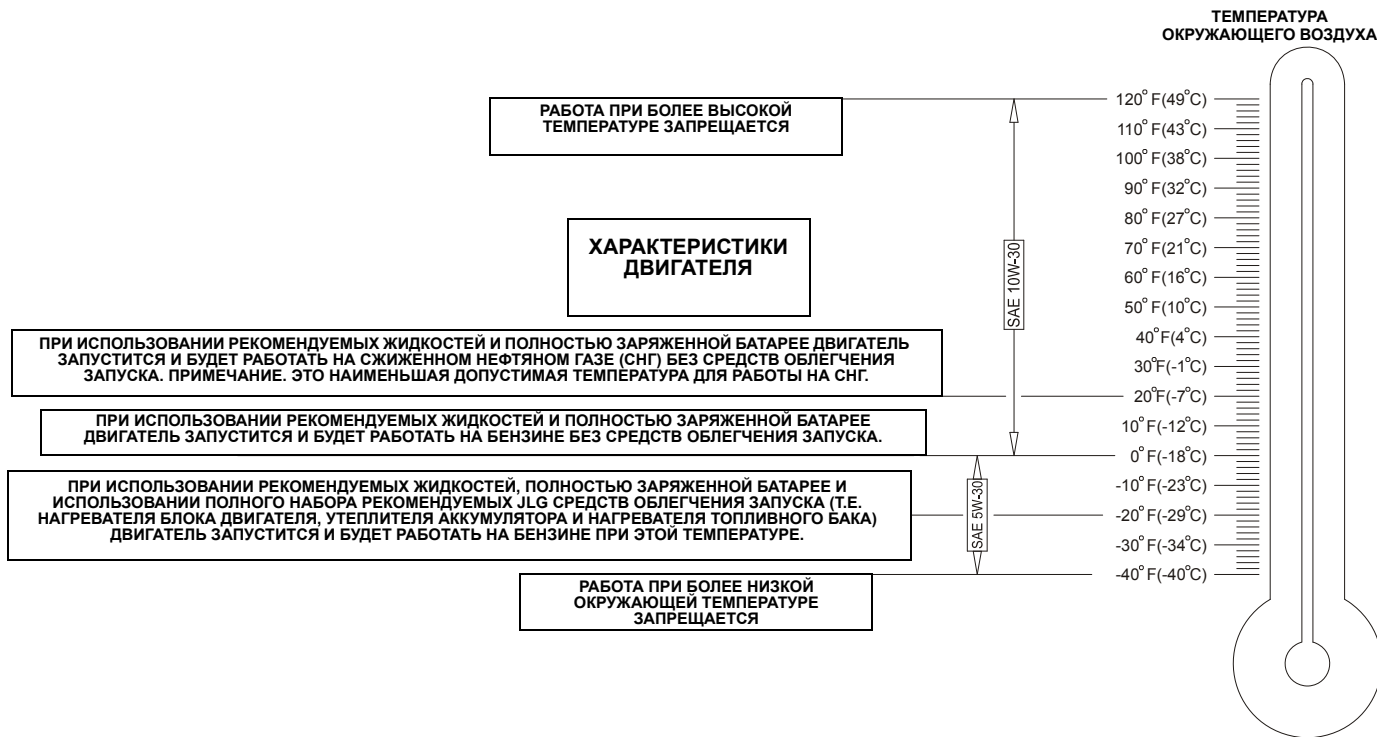 ТЕМПЕРАТУРА
ОКРУЖАЮЩЕГО ВОЗДУХА
РАБОТА ПРИ БОЛЕЕ ВЫСОКОЙ
ТЕМПЕРАТУРЕ ЗАПРЕЩАЕТСЯ
ХАРАКТЕРИСТИКИ
ДВИГАТЕЛЯ
ПРИ ИСПОЛЬЗОВАНИИ РЕКОМЕНДУЕМЫХ ЖИДКОСТЕЙ И ПОЛНОСТЬЮ ЗАРЯЖЕННОЙ БАТАРЕЕ ДВИГАТЕЛЬ
ЗАПУСТИТСЯ И БУДЕТ РАБОТАТЬ НА СЖИЖЕННОМ НЕФТЯНОМ ГАЗЕ (СНГ) БЕЗ СРЕДСТВ ОБЛЕГЧЕНИЯ
ЗАПУСКА. ПРИМЕЧАНИЕ. ЭТО НАИМЕНЬШАЯ ДОПУСТИМАЯ ТЕМПЕРАТУРА ДЛЯ РАБОТЫ НА СНГ.
ПРИ ИСПОЛЬЗОВАНИИ РЕКОМЕНДУЕМЫХ ЖИДКОСТЕЙ И ПОЛНОСТЬЮ ЗАРЯЖЕННОЙ БАТАРЕЕ
ДВИГАТЕЛЬ ЗАПУСТИТСЯ И БУДЕТ РАБОТАТЬ НА БЕНЗИНЕ БЕЗ СРЕДСТВ ОБЛЕГЧЕНИЯ ЗАПУСКА.
ПРИ ИСПОЛЬЗОВАНИИ РЕКОМЕНДУЕМЫХ ЖИДКОСТЕЙ, ПОЛНОСТЬЮ ЗАРЯЖЕННОЙ БАТАРЕЕ И
ИСПОЛЬЗОВАНИИ ПОЛНОГО НАБОРА РЕКОМЕНДУЕМЫХ JLG СРЕДСТВ ОБЛЕГЧЕНИЯ ЗАПУСКА (Т.Е.
НАГРЕВАТЕЛЯ БЛОКА ДВИГАТЕЛЯ, УТЕПЛИТЕЛЯ АККУМУЛЯТОРА И НАГРЕВАТЕЛЯ ТОПЛИВНОГО БАКА)
ДВИГАТЕЛЬ ЗАПУСТИТСЯ И БУДЕТ РАБОТАТЬ НА БЕНЗИНЕ ПРИ ЭТОЙ ТЕМПЕРАТУРЕ.
РАБОТА ПРИ БОЛЕЕ НИЗКОЙ
ОКРУЖАЮЩЕЙ ТЕМПЕРАТУРЕ
ЗАПРЕЩАЕТСЯ
SAE 10W-30
SAE 5W-30
120° F(49°C)
110° F(43°C)
100° F(38°C)
90° F(32°C)
80° F(27°C)
70° F(21°C)
60° F(16°C)
50° F(10°C)
40° F(4°C)
30°F(-1°C)
20°F(-7°C)
10° F(-12°C)
0° F(-18°C)
-10° F(-23°C)
-20° F(-29°C)
-30° F(-34°C)
-40° F(-40°C)